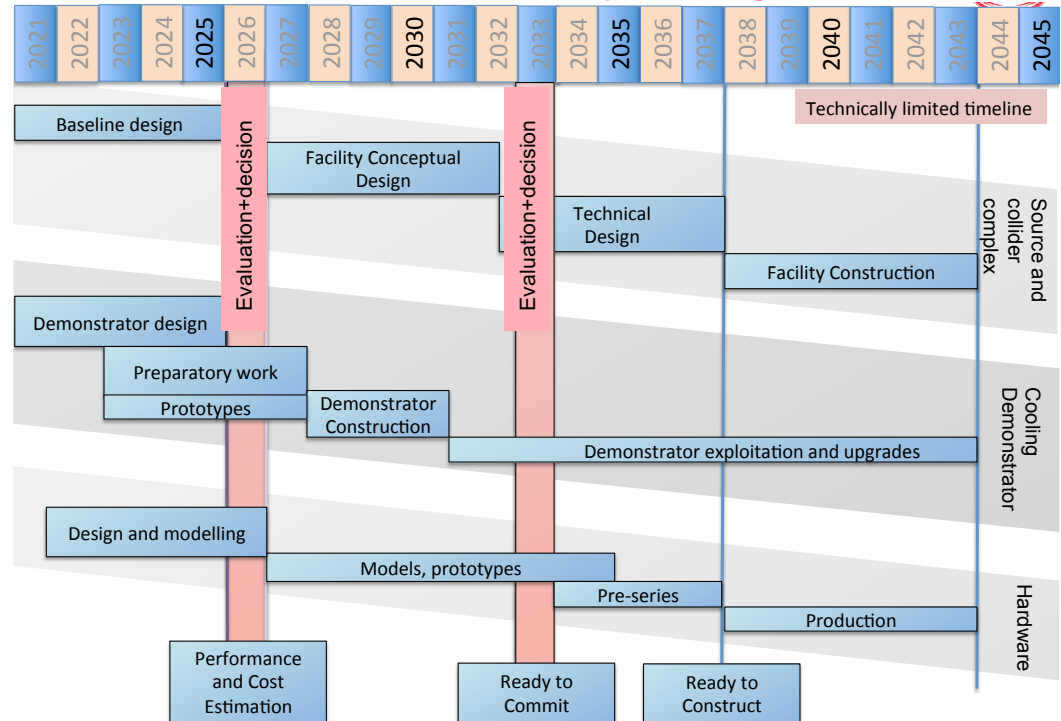 2021 2022 2023 2024 2025 2026 2027 2028 2029 2030 2031 2032 2033 2034 2035 2036 2037 2038 2039 2040 2041 2042 2043 2044 2045
Technically limited timeline
Baseline design
Evaluation+decision
Facility Conceptual
Design
Evaluation+decision
Technical
Design
Facility Construction
Source and
collider
complex
Demonstrator design
Preparatory work
Prototypes
Demonstrator
Construction
Demonstrator exploitation and upgrades
Cooling
Demonstrator
Design and modelling
Models, prototypes
Pre-series
Production
Hardware
Performance
and Cost
Estimation
Ready to
Commit
Ready to
Construct